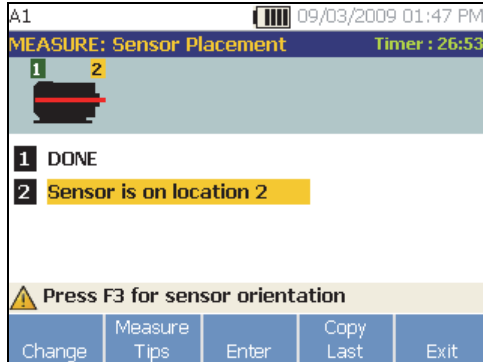 A1 09/03/2009 01:47 PM
MEASURE: Sensor Placement Timer : 26:53
1 2
1 DONE
2 Sensor is on location 2
Press F3 for sensor orientation
Change Measure Tips Enter Copy Last Exit